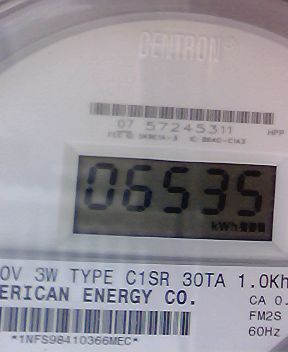 CENTRON®
07 57245311
06535
kWh 888
0V 3W TYPE C1SR 30TA 1.0Kh
ERICAN ENERGY CO.
CA 0.
FM2S
60Hz
*1NFS98410366MEC*